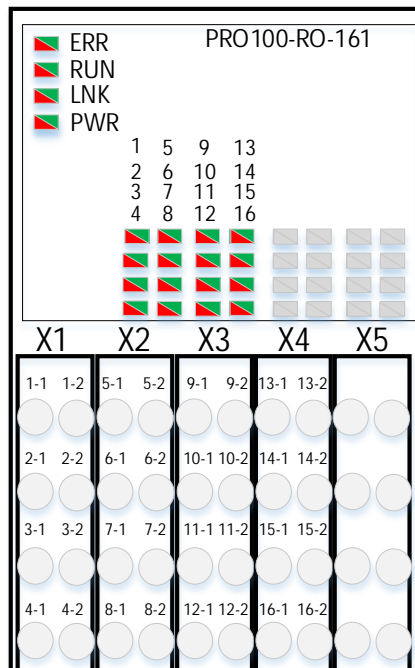 PRO100-RO-161
ERR
RUN
LNK
PWR
1 5 9 13
2 6 10 14
3 7 11 15
4 8 12 16
X1 X2 X3 X4 X5
1-1 1-2 5-1 5-2 9-1 9-2 13-1 13-2
2-1 2-2 6-1 6-2 10-1 10-2 14-1 14-2
3-1 3-2 7-1 7-2 11-1 11-2 15-1 15-2
4-1 4-2 8-1 8-2 12-1 12-2 16-1 16-2